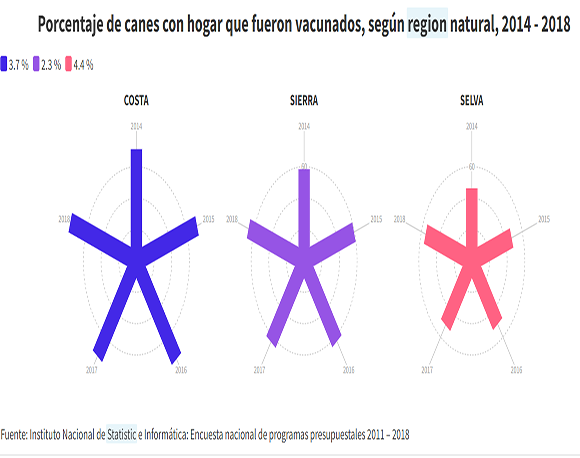 Porcentaje de canes con hogar que fueron vacunados, según region natural, 2014 - 2018
3.7 % 2.3 % 4.4 %
COSTA SIERRA SELVA
2014 2014 2014
60 60
2018 2015 2018 2015 2018 2015
2017 2016 2017 2016 2017 2016
Fuente: Instituto Nacional de Statistic e Informática: Encuesta nacional de programas presupuestales 2011 – 2018